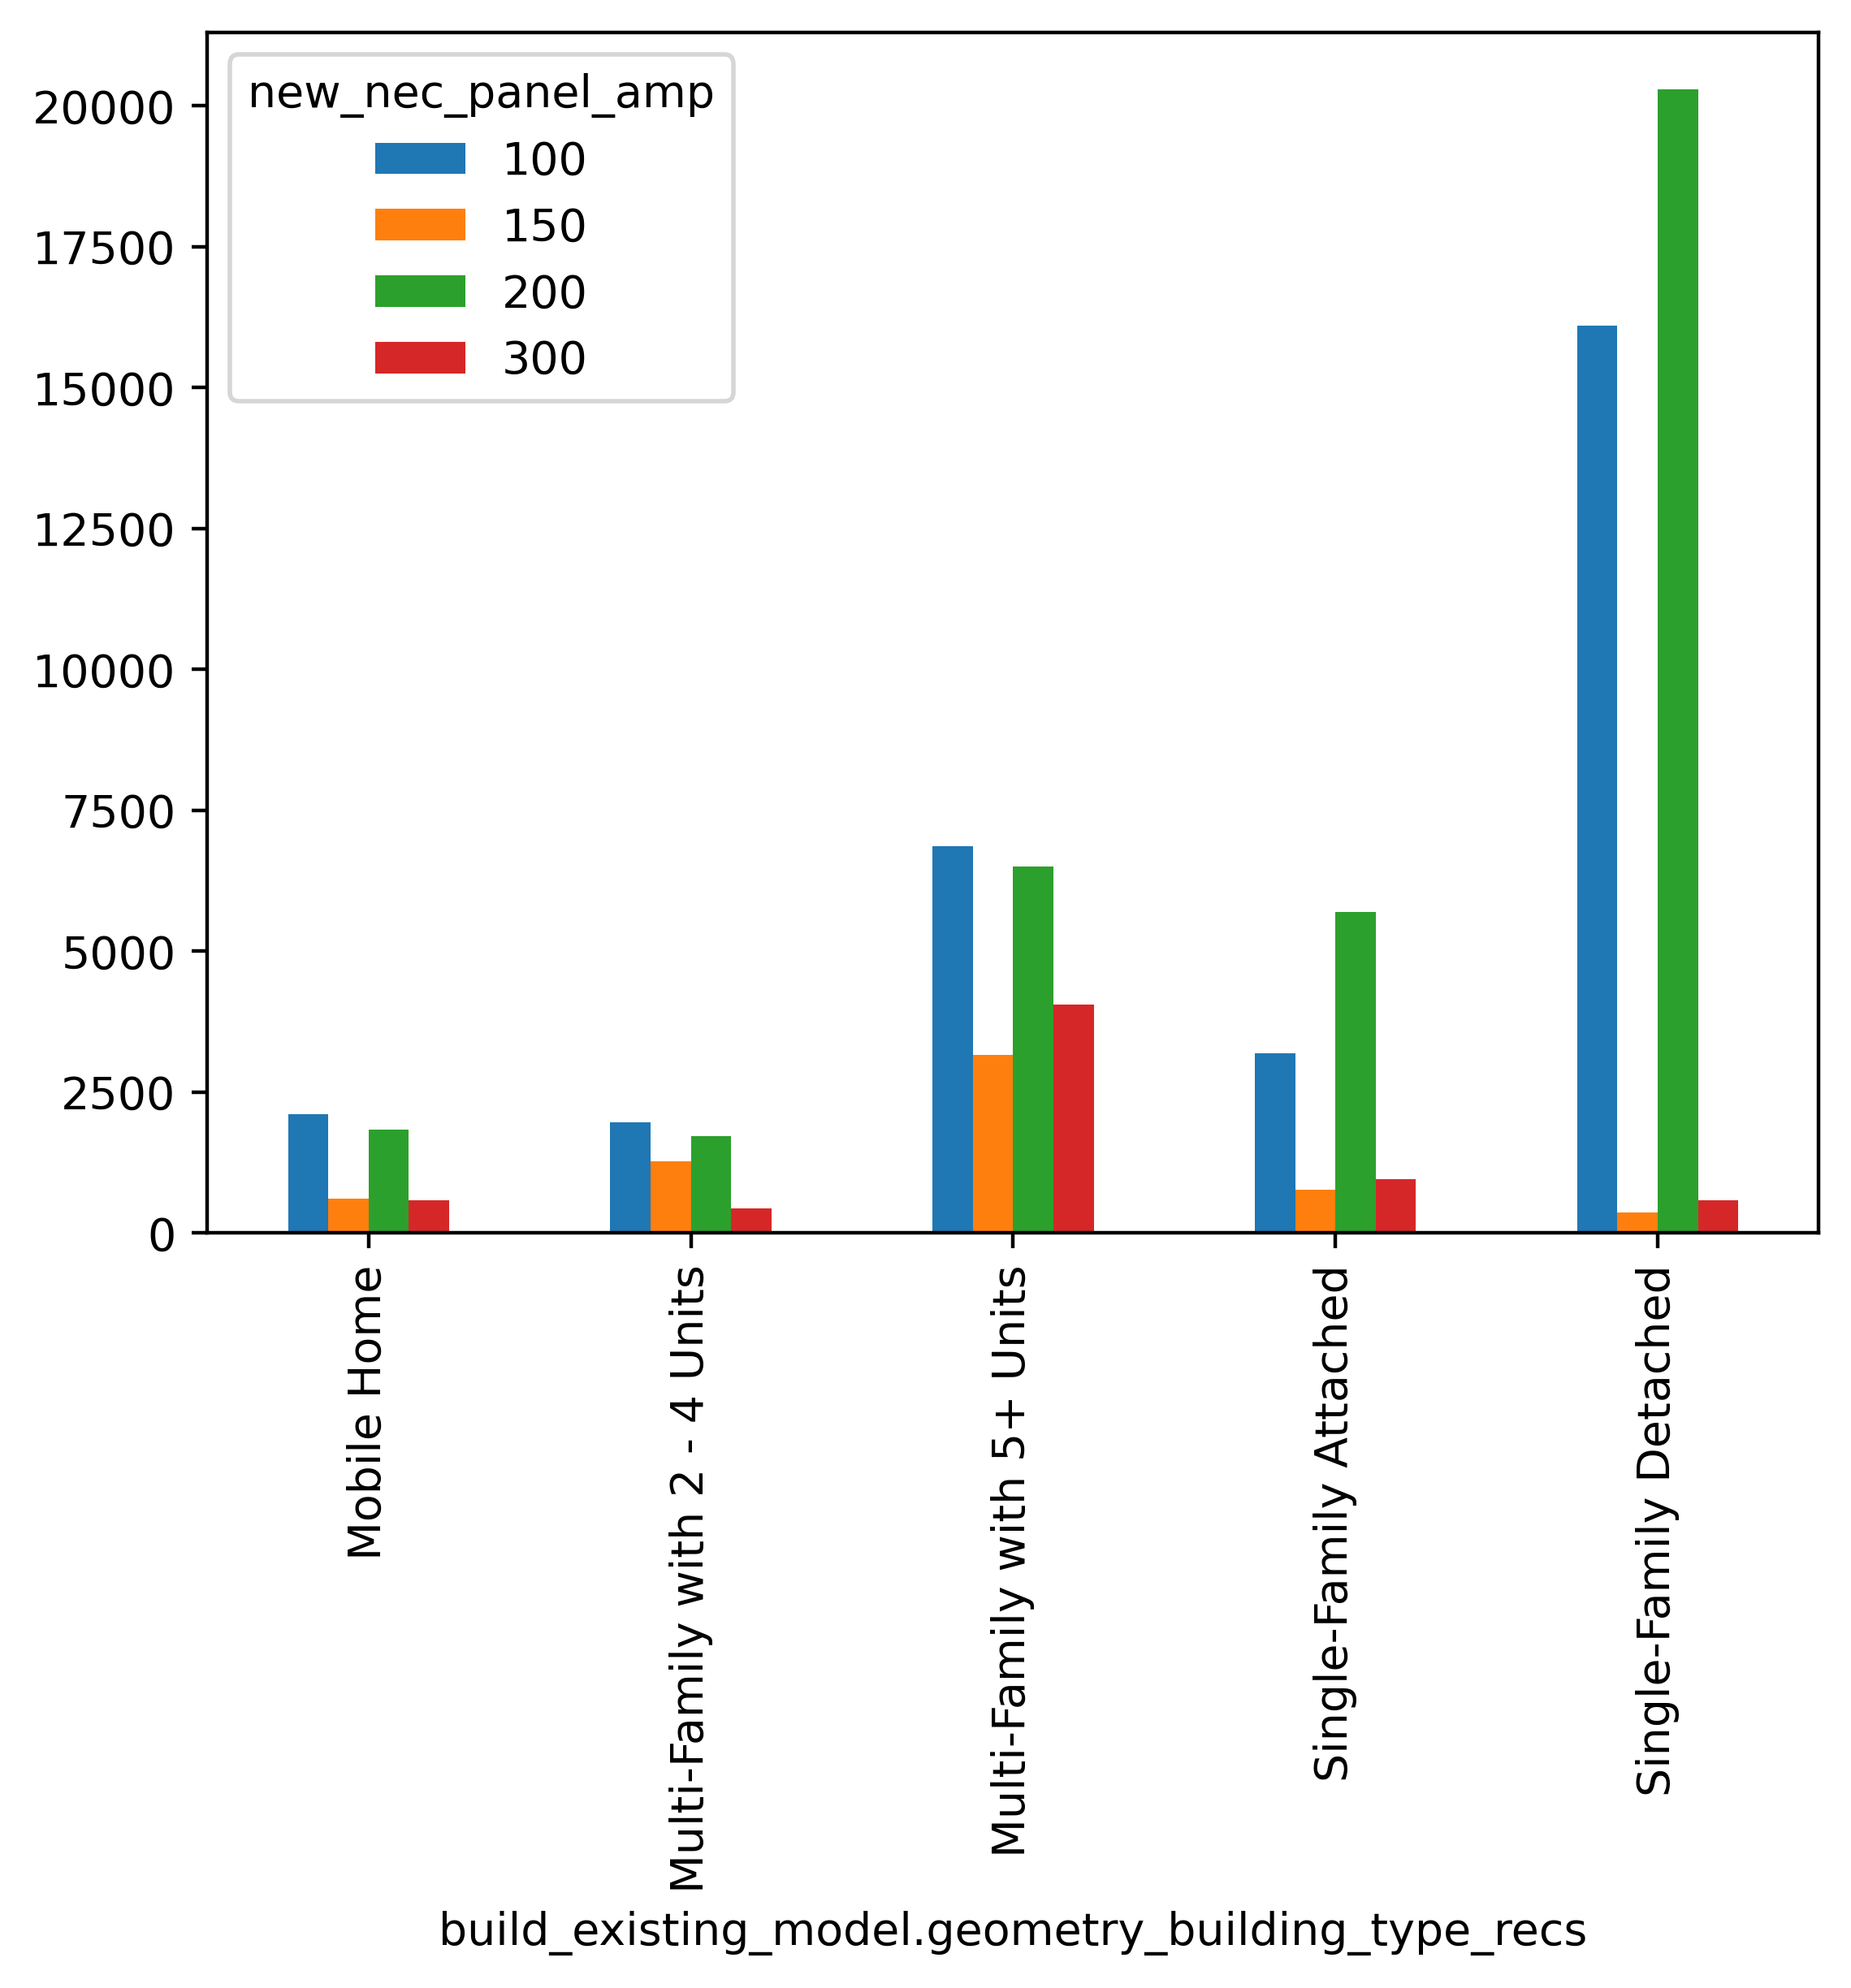 new_nec_panel_amp
100
150
200
300
20000
17500
15000
12500
10000
7500
5000
2500
0
Mobile Home
Multi-Family with 2 - 4 Units
Multi-Family with 5+ Units
Single-Family Attached
Single-Family Detached
build_existing_model.geometry_building_type_recs